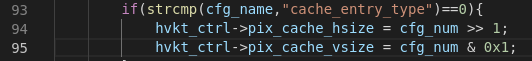 93 if(strcmp(cfg_name,"cache_entry_type")==0){
94 hvkt_ctrl->pix_cache_hsize = cfg_num >> 1;
95 hvkt_ctrl->pix_cache_vsize = cfg_num & 0x1;